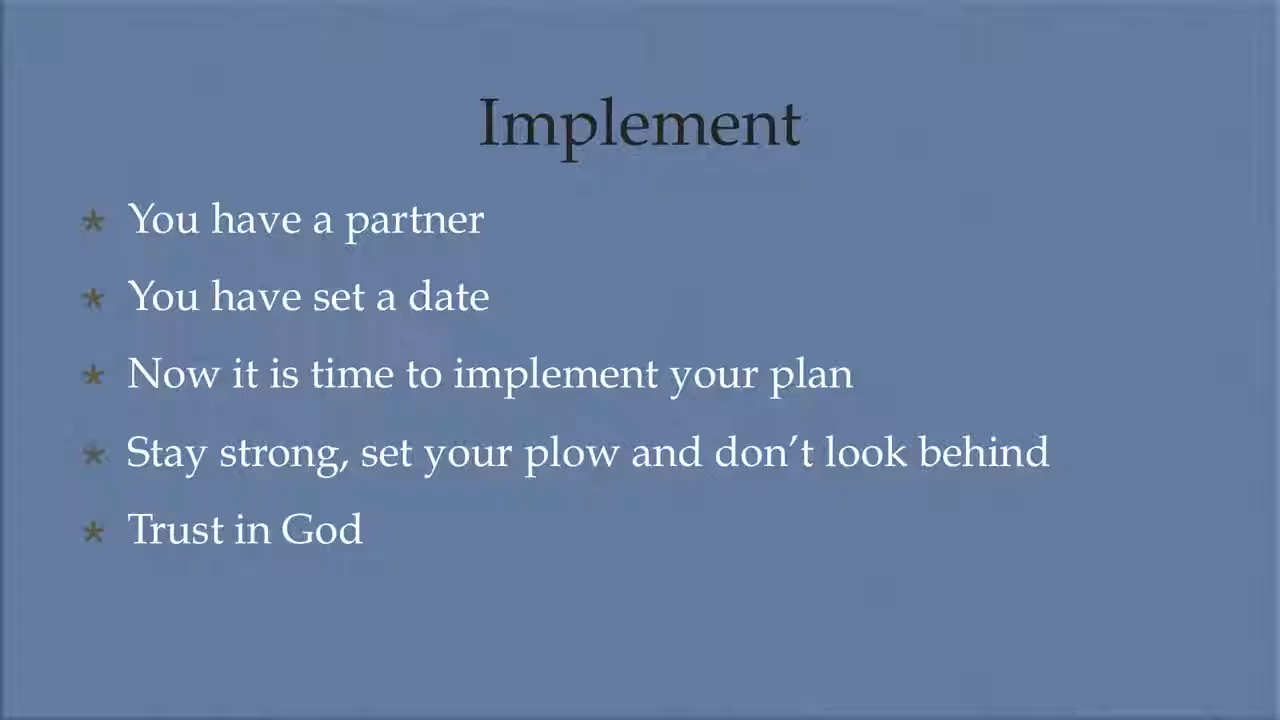 Implement
* You have a partner
* You have set a date
* Now it is time to implement your plan
* Stay strong, set your plow and don’t look behind
* Trust in God